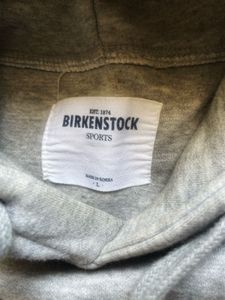 EST. 1874
BIRKENSTOCK
SPORTS
MADE IN KOREA
L